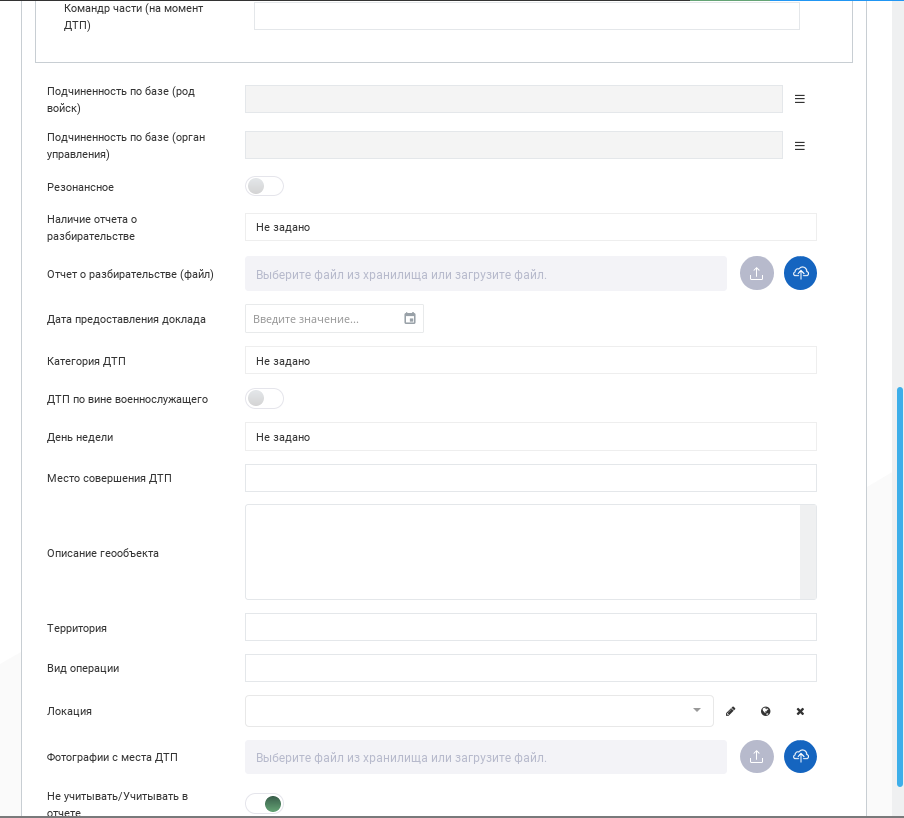 Командр части (на момент
ДТП)
Подчиненность по базе (род
войск)
Подчиненность по базе (орган
управления)
Резонансное
Наличие отчета о
разбирательстве
Не задано
Отчет о разбирательстве (файл)
Выберите файл из хранилища или загрузите файл.
Дата предоставления доклада
Введите значение...
Категория ДТП
Не задано
ДТП по вине военнослужащего
День недели
Не задано
Место совершения ДТП
Описание геообъекта
Территория
Вид операции
Локация
Фотографии с места ДТП
Выберите файл из хранилища или загрузите файл.
Не учитывать/Учитывать в
отчете